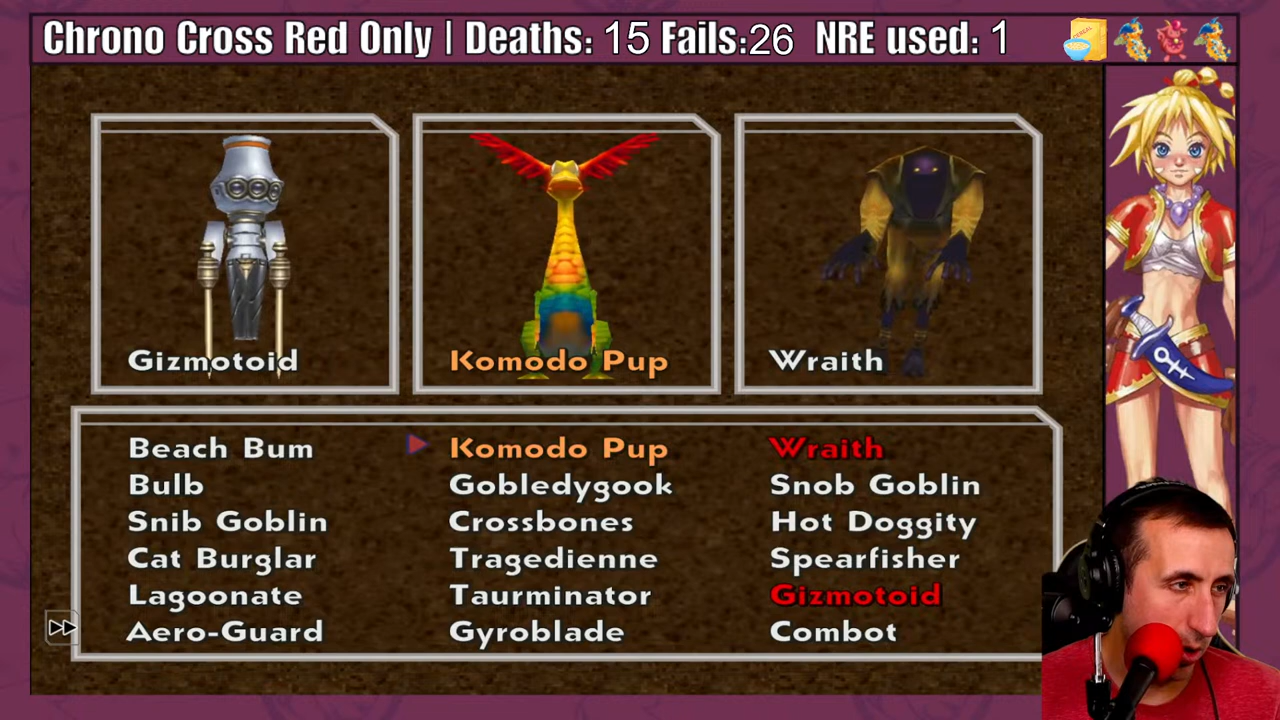 Chrono Cross Red Only | Deaths: 15 Fails:26 NRE used: 1
Gizmotoid Komodo Pup Wraith
Beach Bum Komodo Pup Wraith
Bulb Gobledygook Snob Goblin
Snib Goblin Crossbones Hot Doggity
Cat Burglar Tragedienne Spearfisher
Lagoonate Taurminator Gizmotoid
Aero-Guard Gyroblade Combot